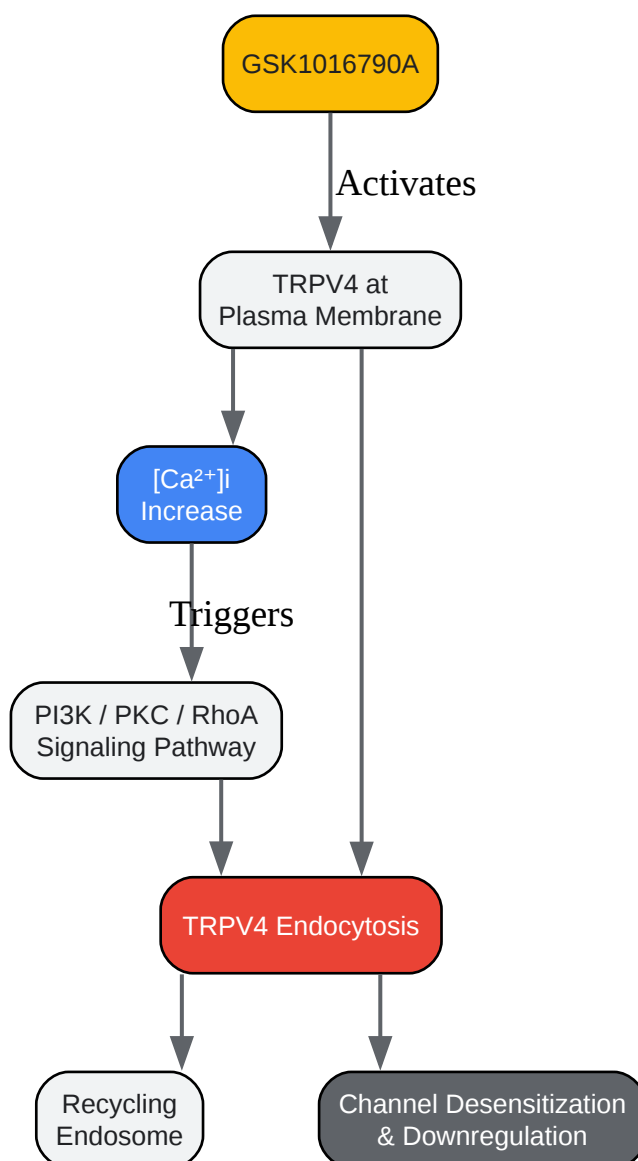 GSK1016790A
Activates
TRPV4 at
Plasma Membrane
[Ca²⁺]i
Increase
Triggers
PI3K / PKC / RhoA
Signaling Pathway
TRPV4 Endocytosis
Recycling
Endosome
Channel Desensitization
& Downregulation